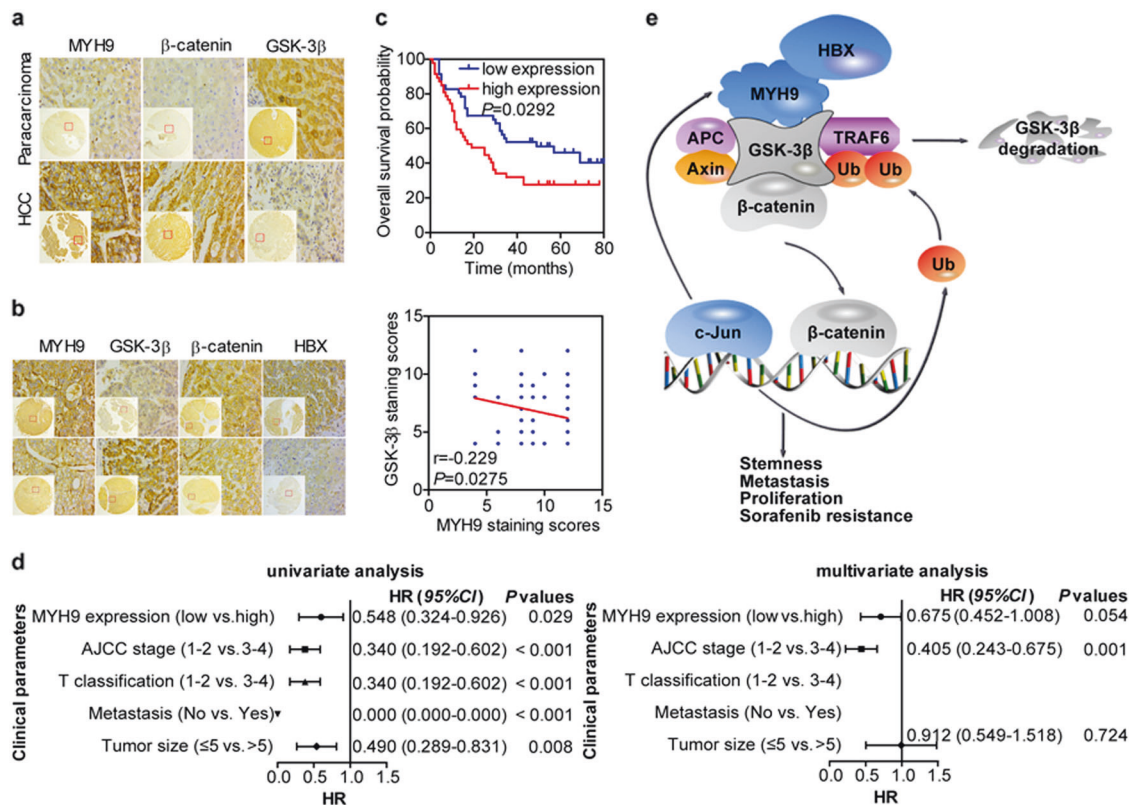 a
MYH9 β-catenin GSK-3β
Paracarcinoma
HCC
b
MYH9 GSK-3β β-catenin HBX
c
Overall survival probability
100
80
60
40
20
0
low expression
high expression
P=0.0292
0 20 40 60 80
Time (months)
GSK-3β staining scores
15
10
5
0
r=-0.229
P=0.0275
0 5 10 15
MYH9 staining scores
e
HBX
MYH9
APC
Axin
GSK-3β
TRAF6
Ub Ub
β-catenin
GSK-3β
degradation
Ub
c-Jun
β-catenin
Stemness
Metastasis
Proliferation
Sorafenib resistance
d
Clinical parameters
univariate analysis
HR (95%CI) P values
MYH9 expression (low vs.high) 0.548 (0.324-0.926) 0.029
AJCC stage (1-2 vs.3-4) 0.340 (0.192-0.602) < 0.001
T classification (1-2 vs. 3-4) 0.340 (0.192-0.602) < 0.001
Metastasis (No vs. Yes) 0.000 (0.000-0.000) < 0.001
Tumor size (≤5 vs.>5) 0.490 (0.289-0.831) 0.008
0.0 0.5 1.0 1.5
HR
Clinical parameters
multivariate analysis
HR (95%CI) P values
MYH9 expression (low vs.high) 0.675 (0.452-1.008) 0.054
AJCC stage (1-2 vs.3-4) 0.405 (0.243-0.675) 0.001
T classification (1-2 vs. 3-4)
Metastasis (No vs. Yes)
Tumor size (≤5 vs.>5) 0.912 (0.549-1.518) 0.724
0.0 0.5 1.0 1.5
HR